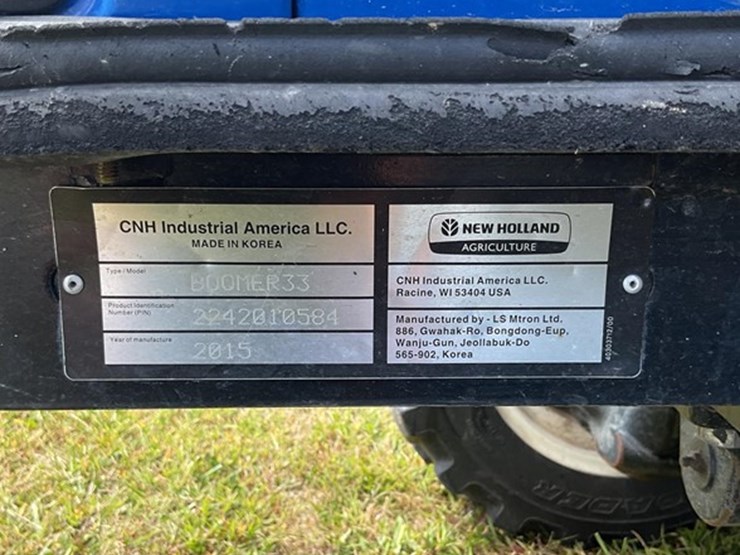 CNH Industrial America LLC.
MADE IN KOREA
Type / Model
BOOMER33
Product Identification
Number (PIN)
2242010584
Year of manufacture
2015
NEW HOLLAND
AGRICULTURE
CNH Industrial America LLC.
Racine, WI 53404 USA
Manufactured by - LS Mtron Ltd.
886, Gwahak-Ro, Bongdong-Eup,
Wanju-Gun, Jeollabuk-Do
565-902, Korea
40303712/00